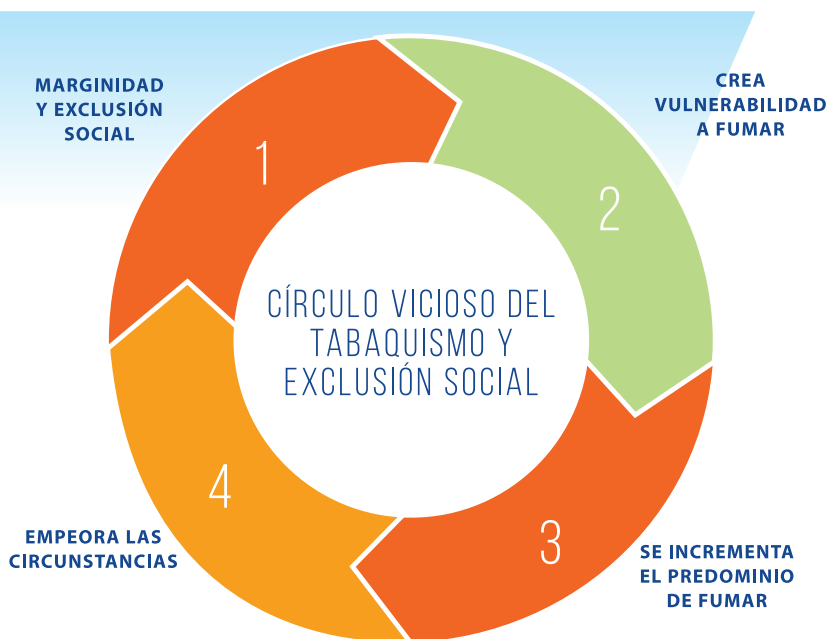 MARGINIDAD
Y EXCLUSIÓN
SOCIAL
1
CREA
VULNERABILIDAD
A FUMAR
2
CÍRCULO VICIOSO DEL
TABAQUISMO Y
EXCLUSIÓN SOCIAL
3
SE INCREMENTA
EL PREDOMINIO
DE FUMAR
4
EMPEORA LAS
CIRCUNSTANCIAS